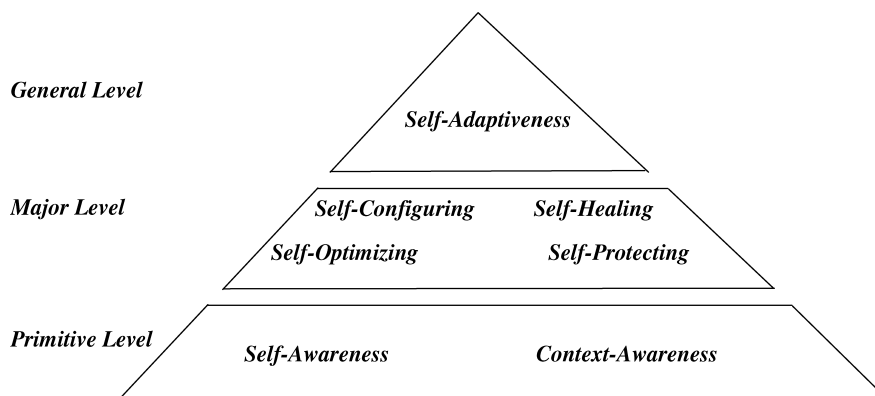 General Level
Self-Adaptiveness
Major Level
Self-Configuring Self-Healing
Self-Optimizing Self-Protecting
Primitive Level
Self-Awareness Context-Awareness